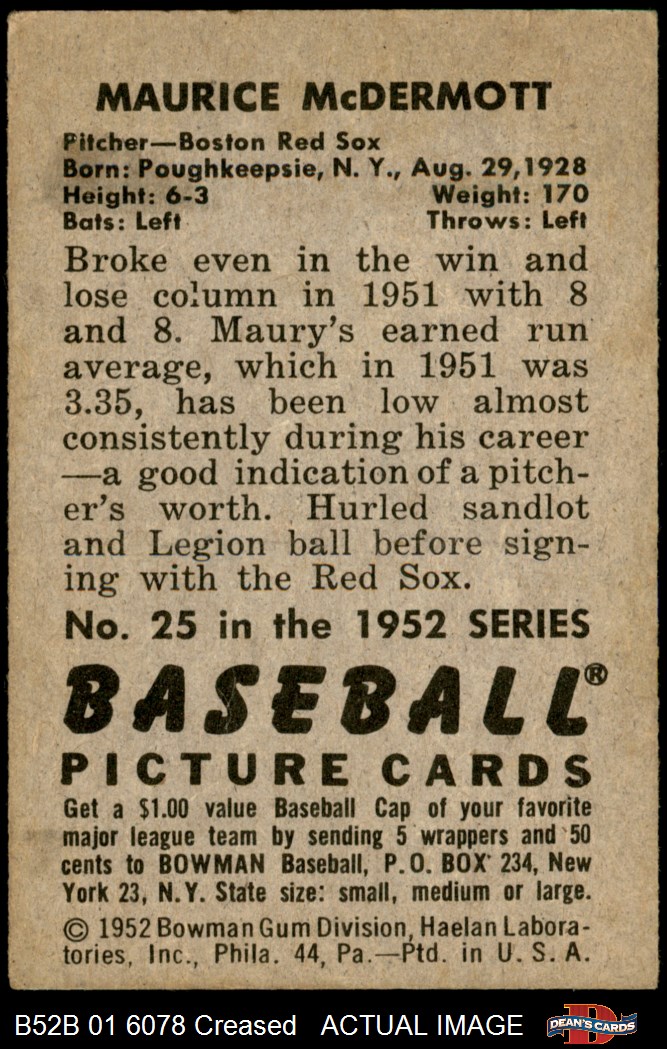 MAURICE McDERMOTT
Pitcher—Boston Red Sox
Born: Poughkeepsie, N. Y., Aug. 29,1928
Height: 6-3 Weight: 170
Bats: Left Throws: Left
Broke even in the win and
lose column in 1951 with 8
and 8. Maury's earned run
average, which in 1951 was
3.35, has been low almost
consistently during his career
—a good indication of a pitch-
er's worth. Hurled sandlot
and Legion ball before sign-
ing with the Red Sox.
No. 25 in the 1952 SERIES
BASEBALL®
PICTURE CARDS
Get a $1.00 value Baseball Cap of your favorite
major league team by sending 5 wrappers and 50
cents to BOWMAN Baseball, P.O. BOX 234, New
York 23, N.Y. State size: small, medium or large.
© 1952 Bowman Gum Division, Haelan Labora-
tories, Inc., Phila. 44, Pa.—Ptd. in U. S. A.
B52B 01 6078 Creased ACTUAL IMAGE
D
DEAN'S CARDS